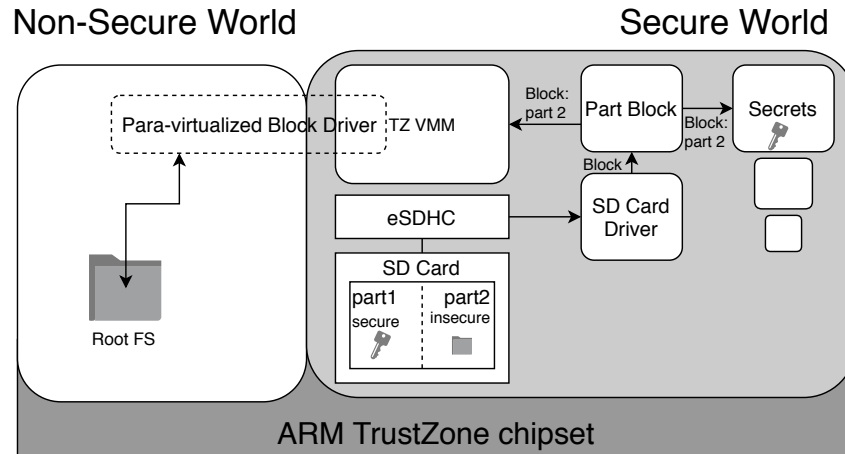 Non-Secure World
Secure World
Para-virtualized Block Driver
TZ VMM
Block:
part 2
Part Block
Block:
part 2
Secrets
Block
eSDHC
SD Card
Driver
SD Card
part1
part2
secure
insecure
Root FS
ARM TrustZone chipset